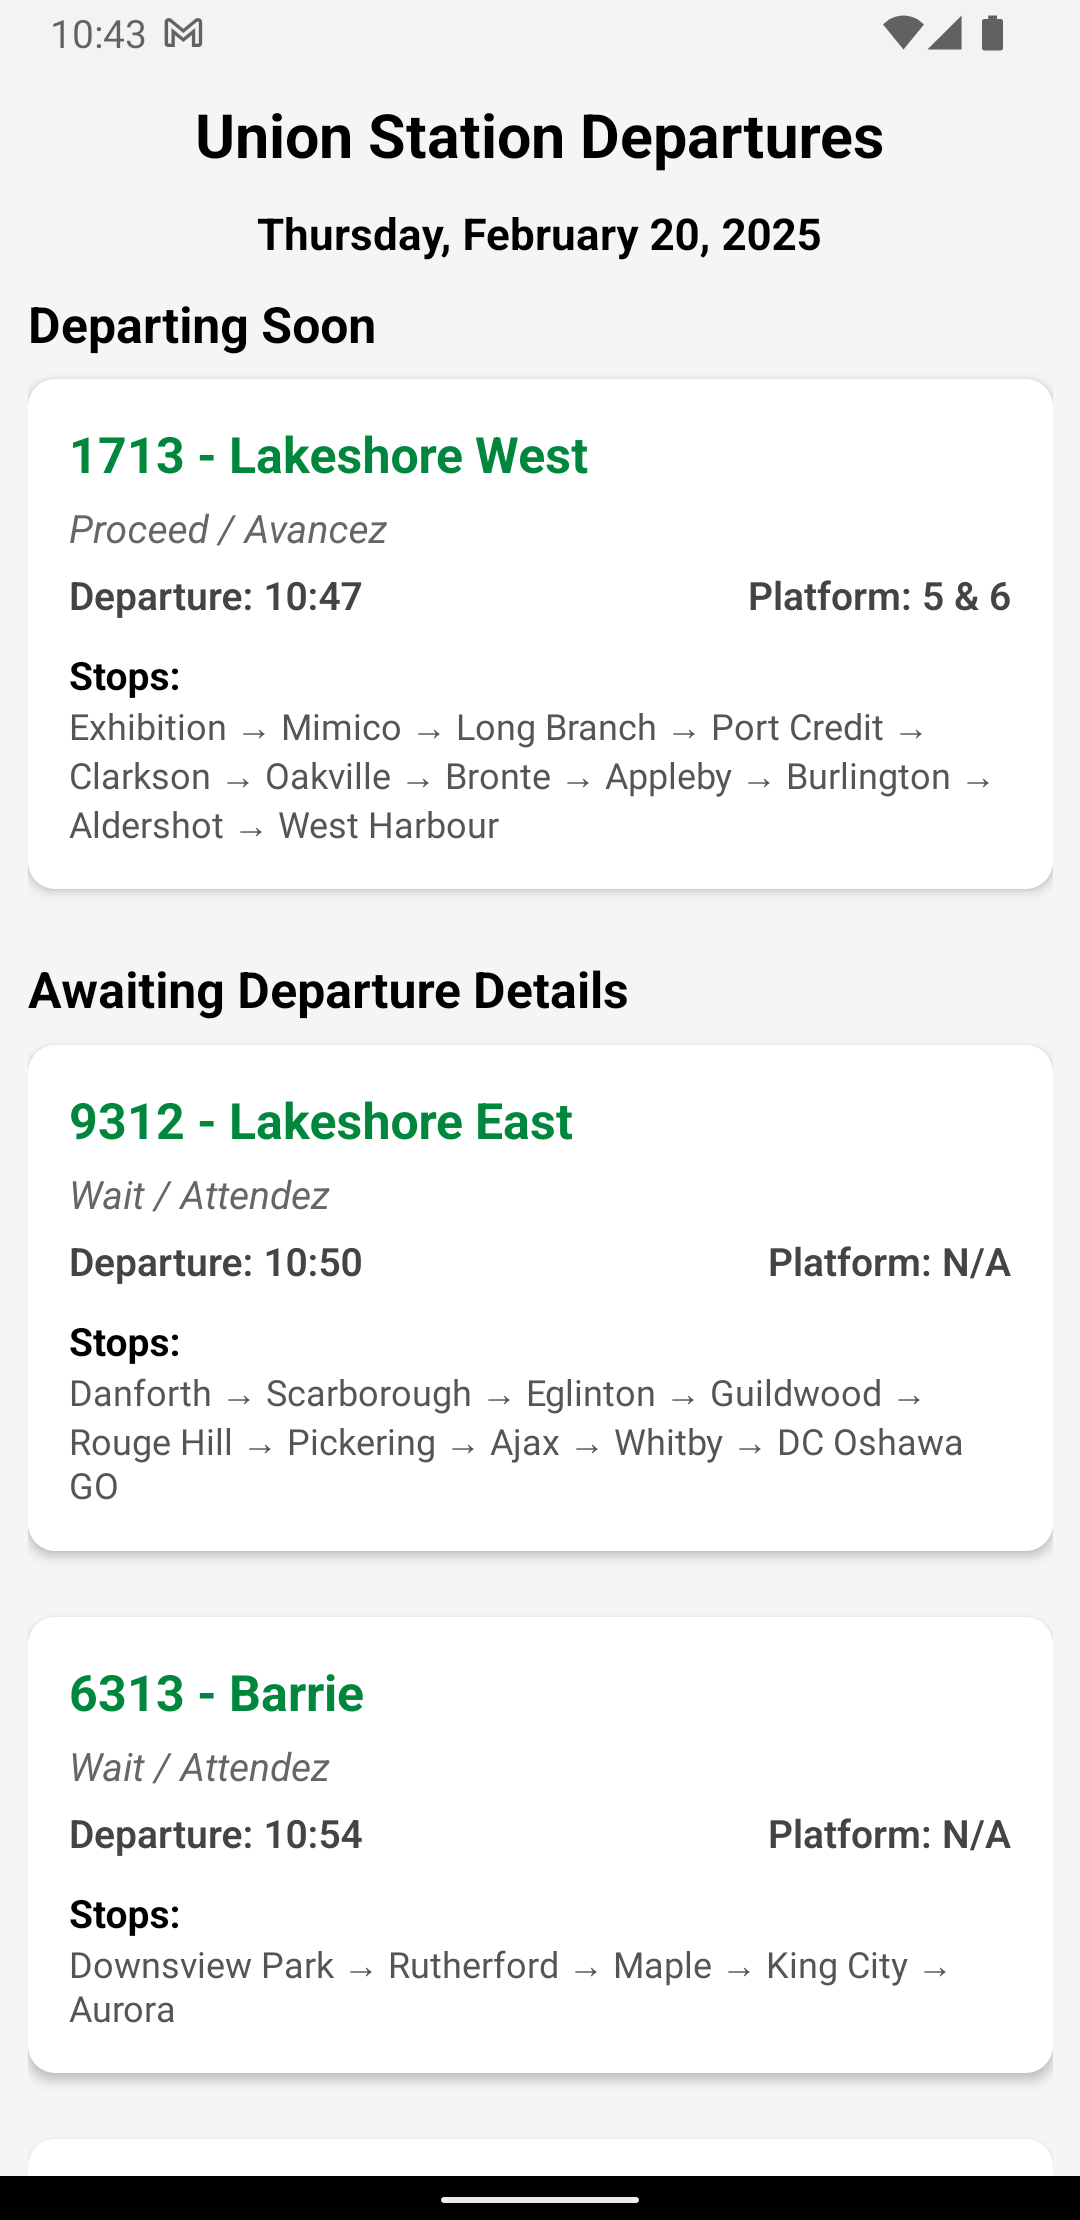 10:43
Union Station Departures
Thursday, February 20, 2025
Departing Soon
1713 - Lakeshore West
Proceed / Avancez
Departure: 10:47 Platform: 5 & 6
Stops:
Exhibition → Mimico → Long Branch → Port Credit →
Clarkson → Oakville → Bronte → Appleby → Burlington →
Aldershot → West Harbour
Awaiting Departure Details
9312 - Lakeshore East
Wait / Attendez
Departure: 10:50 Platform: N/A
Stops:
Danforth → Scarborough → Eglinton → Guildwood →
Rouge Hill → Pickering → Ajax → Whitby → DC Oshawa
GO
6313 - Barrie
Wait / Attendez
Departure: 10:54 Platform: N/A
Stops:
Downsview Park → Rutherford → Maple → King City →
Aurora